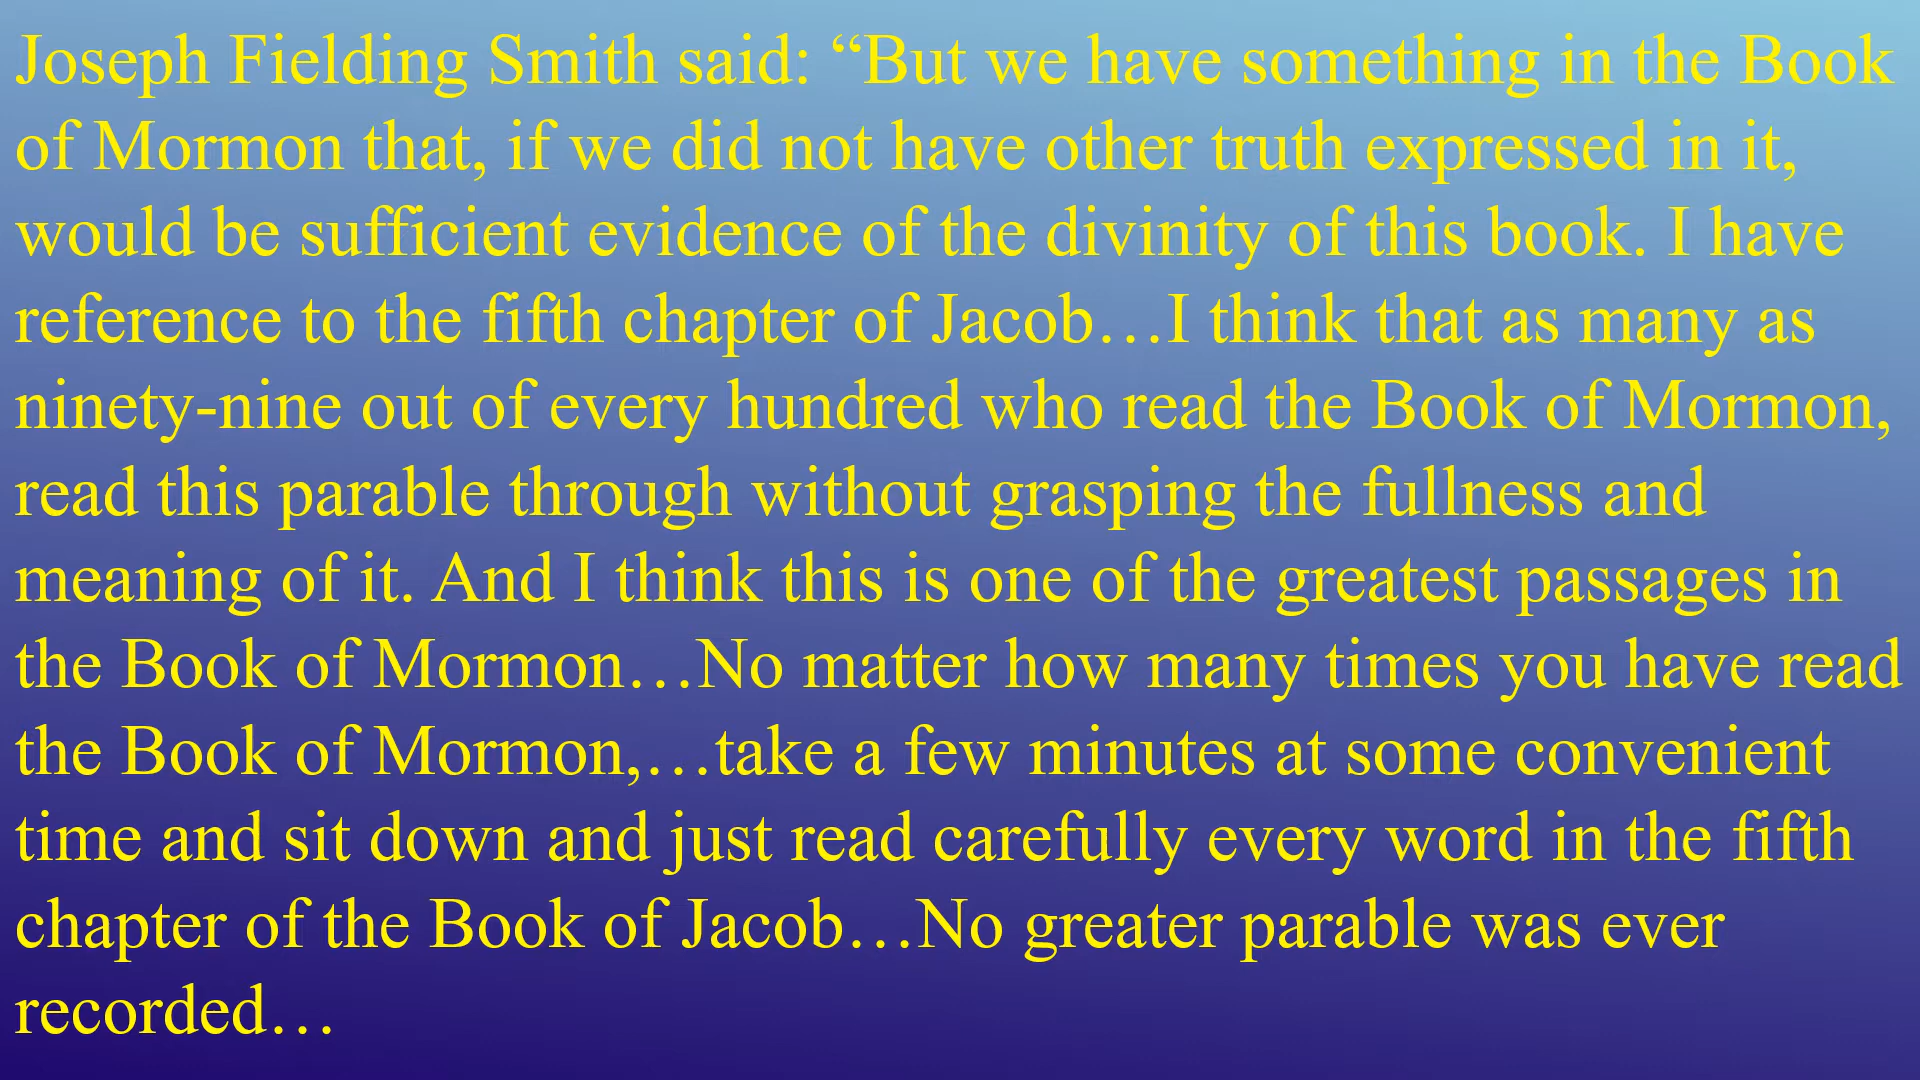 Joseph Fielding Smith said: “But we have something in the Book
of Mormon that, if we did not have other truth expressed in it,
would be sufficient evidence of the divinity of this book. I have
reference to the fifth chapter of Jacob…I think that as many as
ninety-nine out of every hundred who read the Book of Mormon,
read this parable through without grasping the fullness and
meaning of it. And I think this is one of the greatest passages in
the Book of Mormon…No matter how many times you have read
the Book of Mormon,…take a few minutes at some convenient
time and sit down and just read carefully every word in the fifth
chapter of the Book of Jacob…No greater parable was ever
recorded…